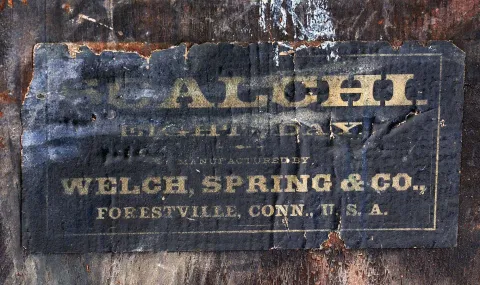 SCALCHI.
EIGHT DAY
MANUFACTURED BY
WELCH, SPRING & CO.,
FORESTVILLE, CONN., U. S. A.